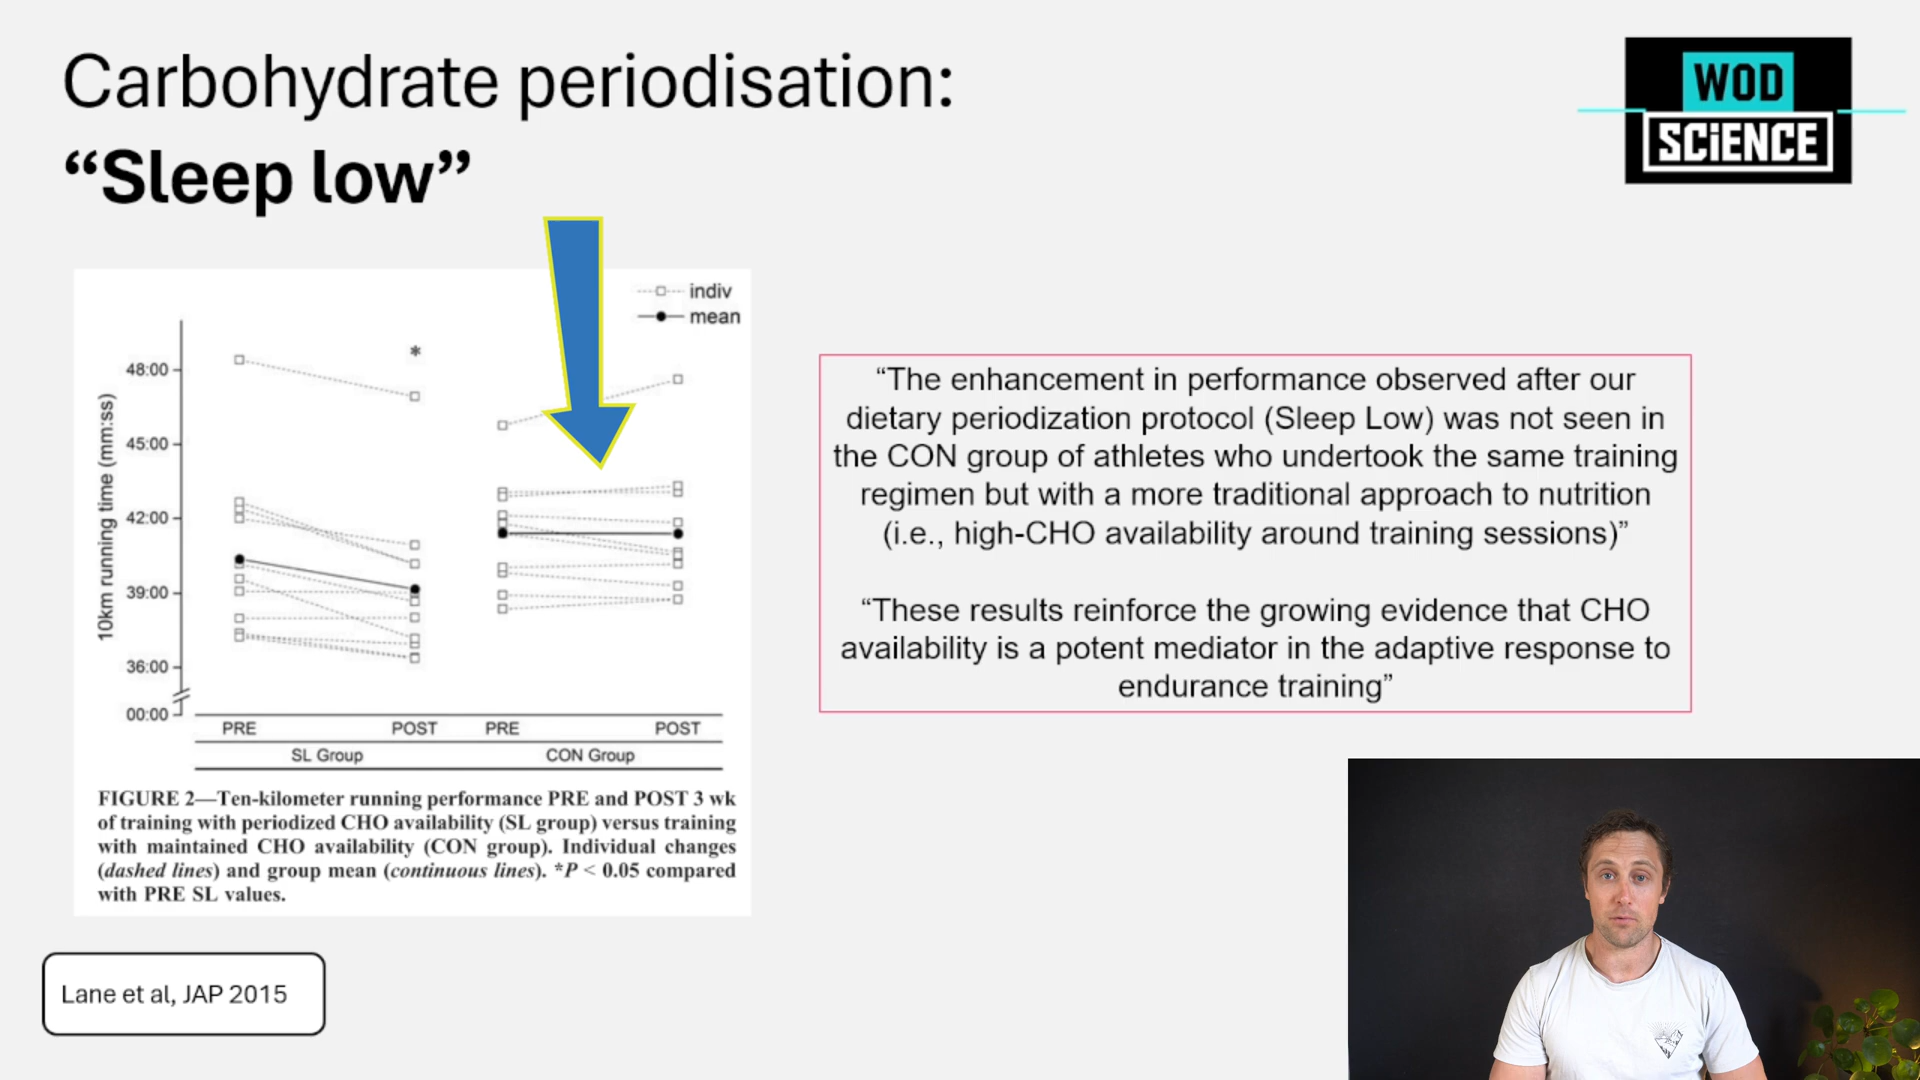 Carbohydrate periodisation:
“Sleep low”
WOD
SCiENCE
indiv
mean
*
10km running time (mm:ss)
48:00
45:00
42:00
39:00
36:00
00:00
PRE POST PRE POST
SL Group CON Group
FIGURE 2—Ten-kilometer running performance PRE and POST 3 wk
of training with periodized CHO availability (SL group) versus training
with maintained CHO availability (CON group). Individual changes
(dashed lines) and group mean (continuous lines). *P < 0.05 compared
with PRE SL values.
“The enhancement in performance observed after our
dietary periodization protocol (Sleep Low) was not seen in
the CON group of athletes who undertook the same training
regimen but with a more traditional approach to nutrition
(i.e., high-CHO availability around training sessions)”
“These results reinforce the growing evidence that CHO
availability is a potent mediator in the adaptive response to
endurance training”
Lane et al, JAP 2015